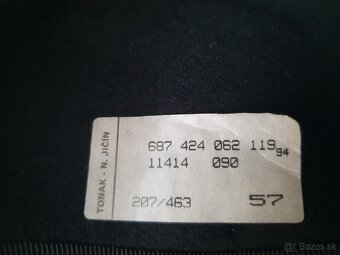 TONAK - N. JIČÍN
687 424 062 119 94
11414 090
207/463 57
© Bazos.sk